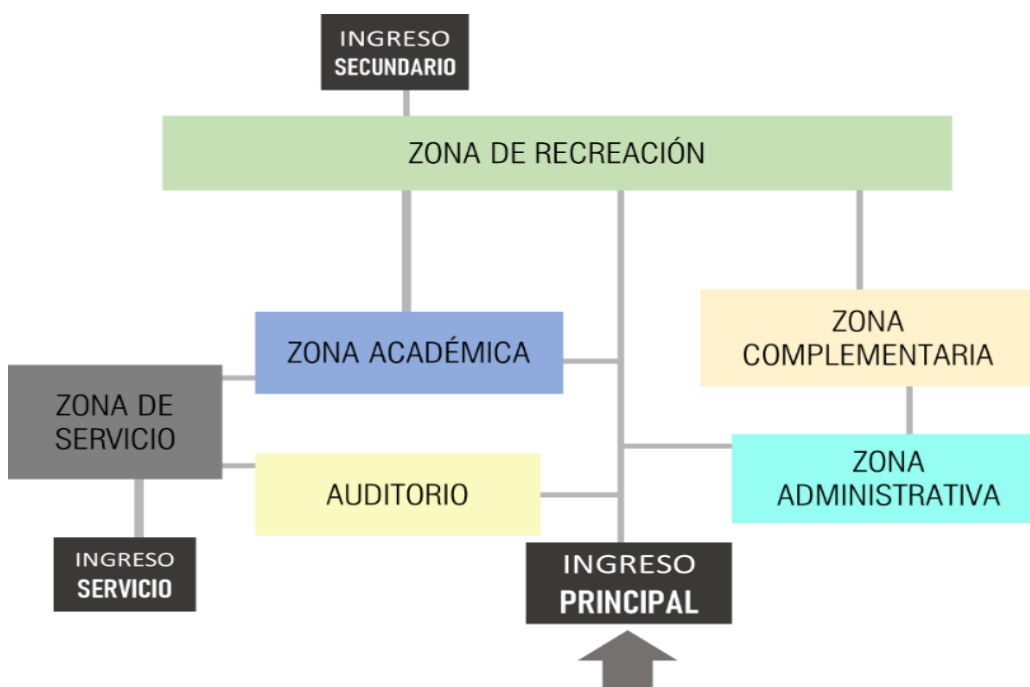 INGRESO
SECUNDARIO
ZONA DE RECREACIÓN
ZONA ACADÉMICA
ZONA
COMPLEMENTARIA
ZONA DE
SERVICIO
AUDITORIO
ZONA
ADMINISTRATIVA
INGRESO
SERVICIO
INGRESO
PRINCIPAL